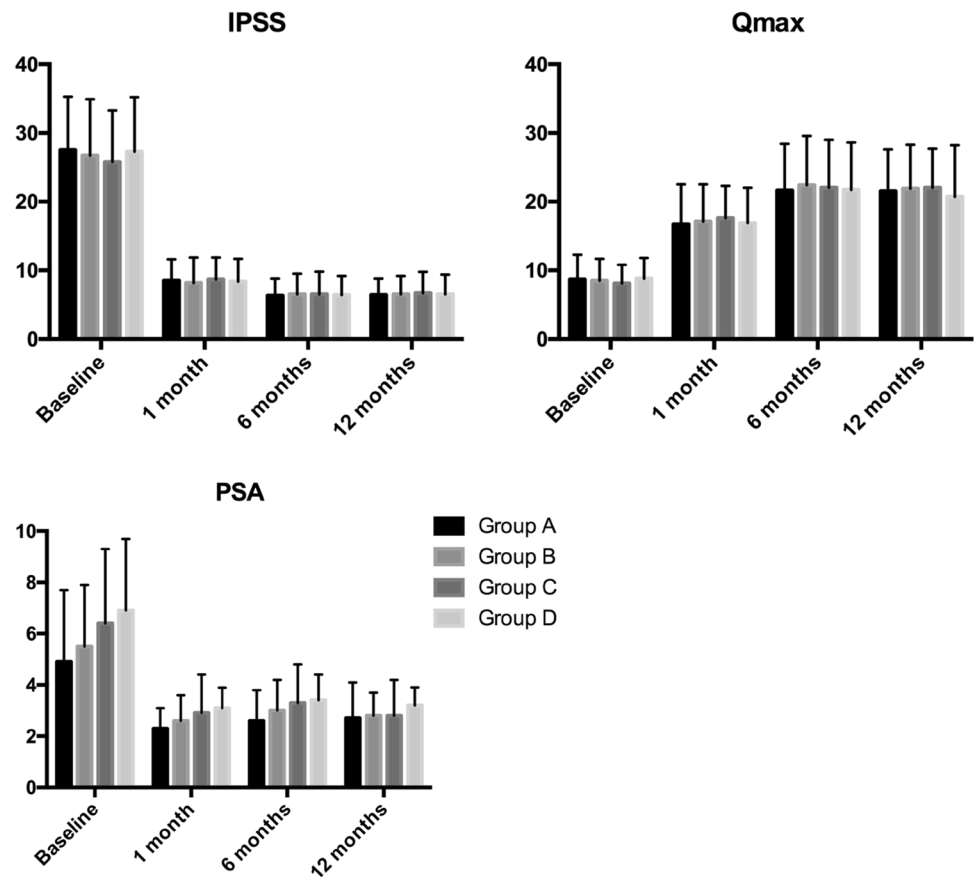 IPSS
40
30
20
10
0
Baseline
1 month
6 months
12 months
Qmax
40
30
20
10
0
Baseline
1 month
6 months
12 months
PSA
10
8
6
4
2
0
Baseline
1 month
6 months
12 months
Group A
Group B
Group C
Group D